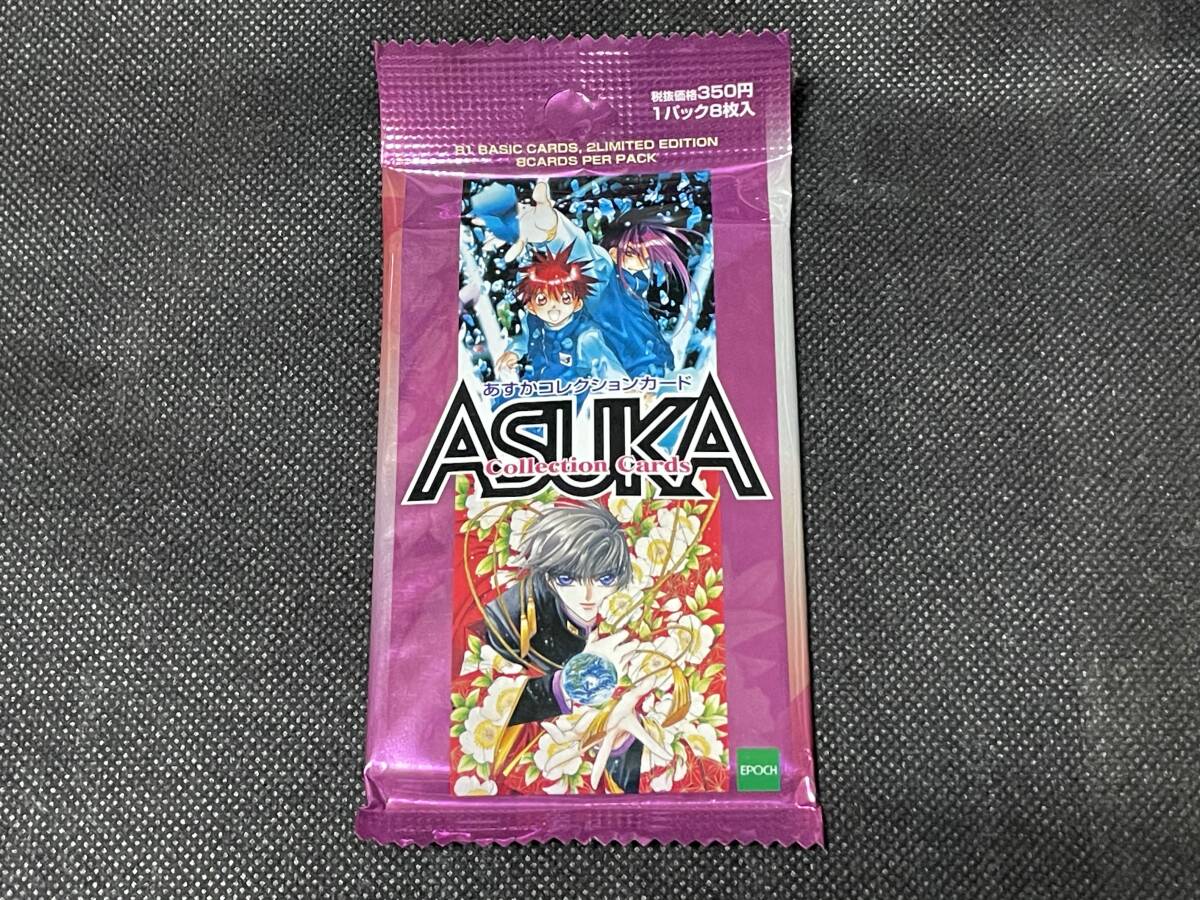 税抜価格350円
1パック8枚入
81 BASIC CARDS, 2LIMITED EDITION
8CARDS PER PACK
あすかコレクションカード
ASUKA
Collection Cards
EPOCH